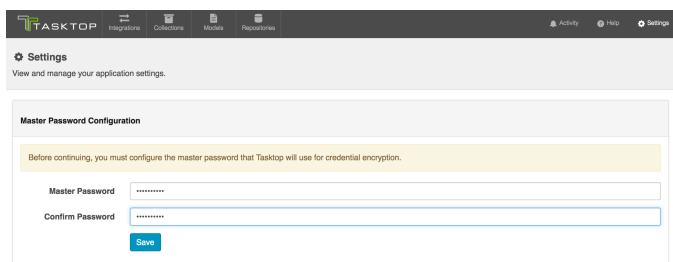 TASKTOP Integrations Collections Models Repositories Activity Help Settings
Settings
View and manage your application settings.
Master Password Configuration
Before continuing, you must configure the master password that Tasktop will use for credential encryption.
Master Password ••••••••••
Confirm Password ••••••••••
Save